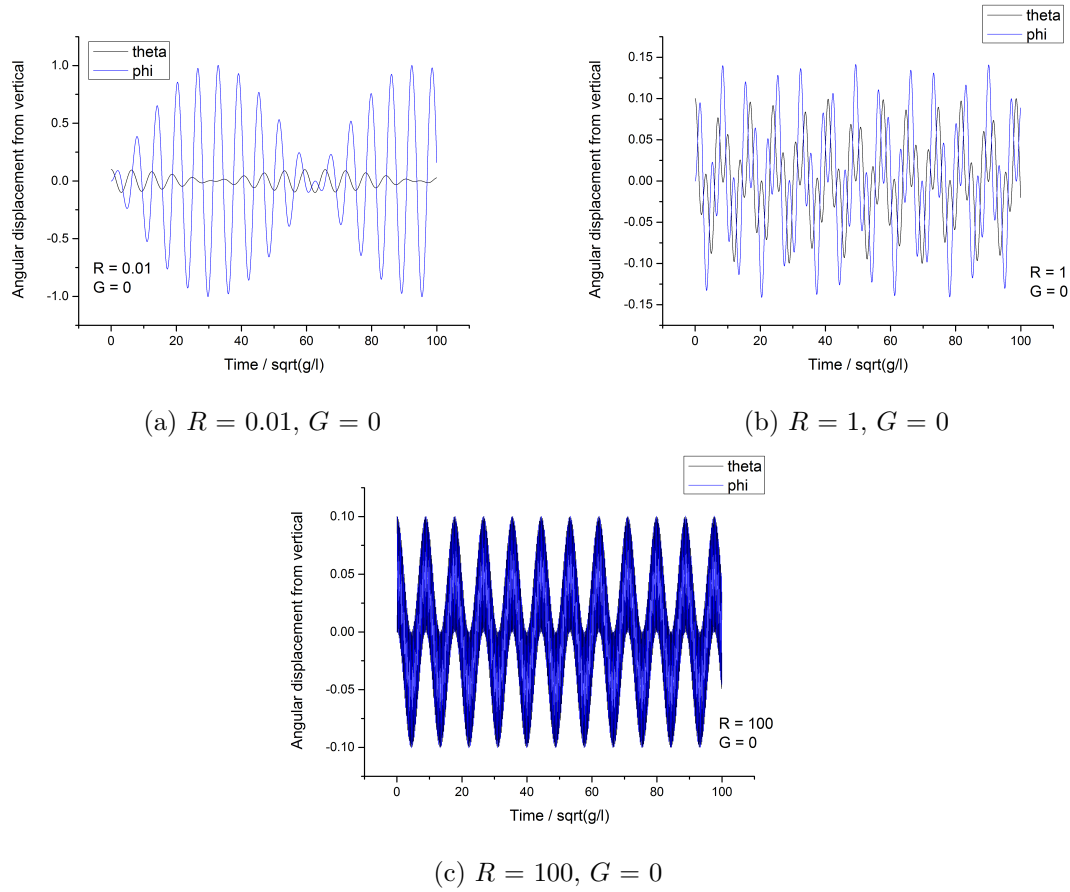 theta
phi
Angular displacement from vertical
1.0
0.5
0.0
-0.5
-1.0
R = 0.01
G = 0
0 20 40 60 80 100
Time / sqrt(g/l)
(a) R = 0.01, G = 0
theta
phi
Angular displacement from vertical
0.15
0.10
0.05
0.00
-0.05
-0.10
-0.15
R = 1
G = 0
0 20 40 60 80 100
Time / sqrt(g/l)
(b) R = 1, G = 0
theta
phi
Angular displacement from vertical
0.10
0.05
0.00
-0.05
-0.10
R = 100
G = 0
0 20 40 60 80 100
Time / sqrt(g/l)
(c) R = 100, G = 0